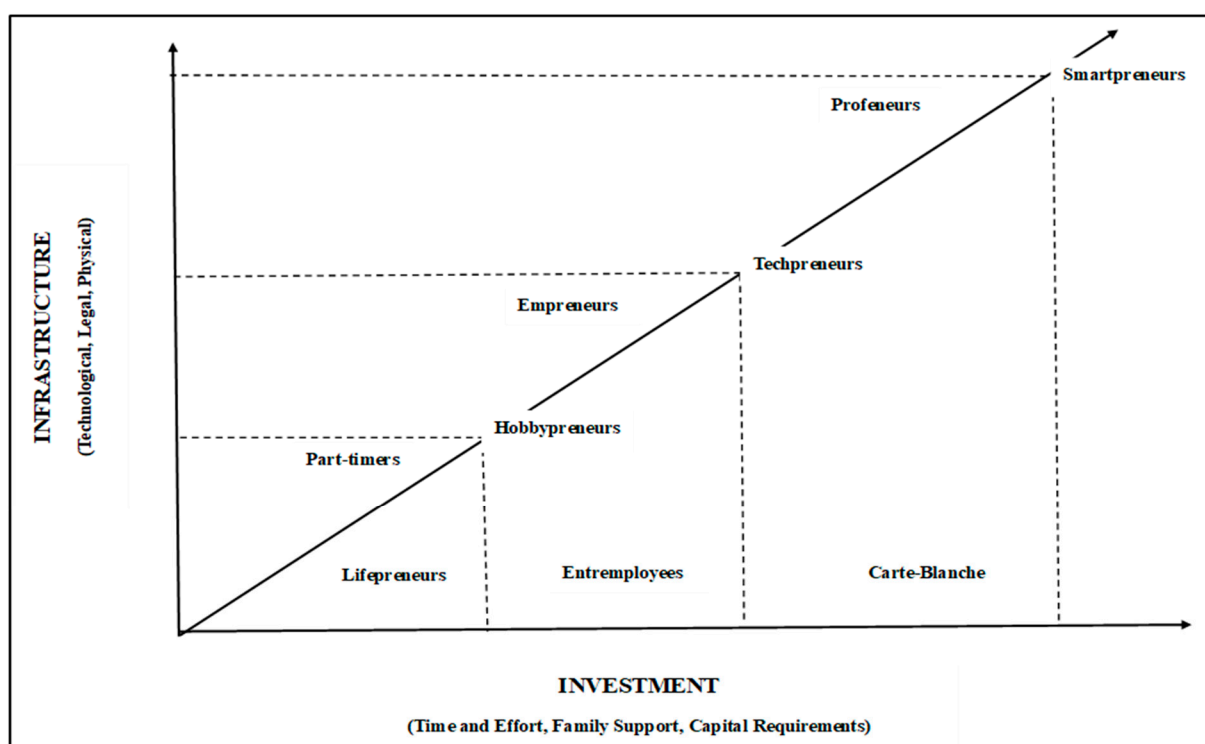 Smartpreneurs
Profeneurs
Techpreneurs
Empreneurs
Hobbypreneurs
Part-timers
Lifepreneurs
Entremployees
Carte-Blanche
INFRASTRUCTURE
(Technological, Legal, Physical)
INVESTMENT
(Time and Effort, Family Support, Capital Requirements)